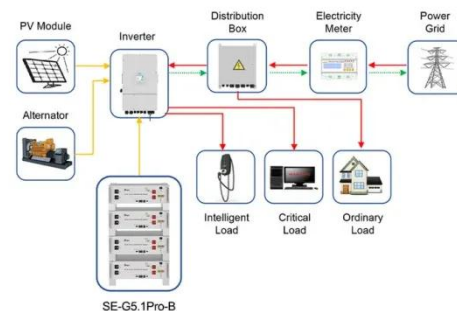 PV Module
Inverter
Distribution
Box
Electricity
Meter
Power
Grid
Alternator
Intelligent
Load
Critical
Load
Ordinary
Load
SE-G5.1Pro-B